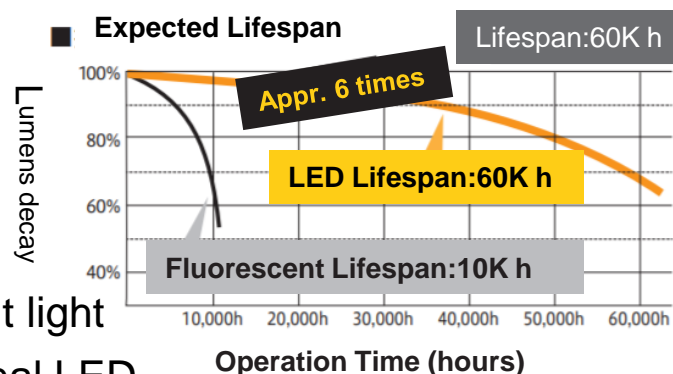 Expected Lifespan
Lifespan:60K h
Lumens decay
100%
80%
60%
40%
Appr. 6 times
LED Lifespan:60K h
Fluorescent Lifespan:10K h
10,000h 20,000h 30,000h 40,000h 50,000h 60,000h
Operation Time (hours)
t light
LED